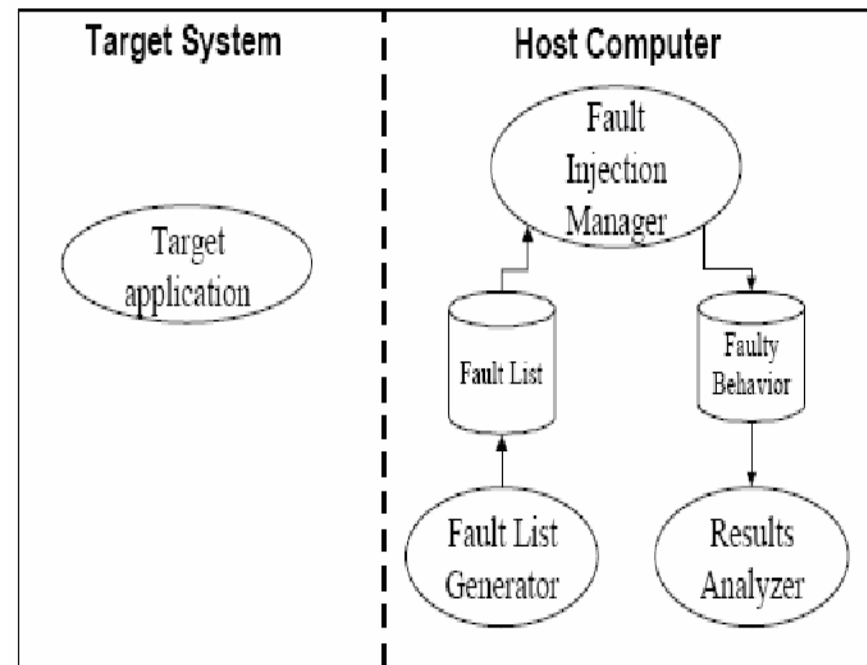 Target System
Host Computer
Fault
Injection
Manager
Target
application
Fault List
Faulty
Behavior
Fault List
Generator
Results
Analyzer